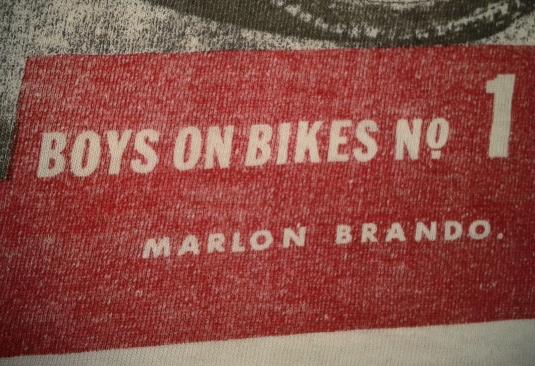 BOYS ON BIKES Nº 1
MARLON BRANDO.